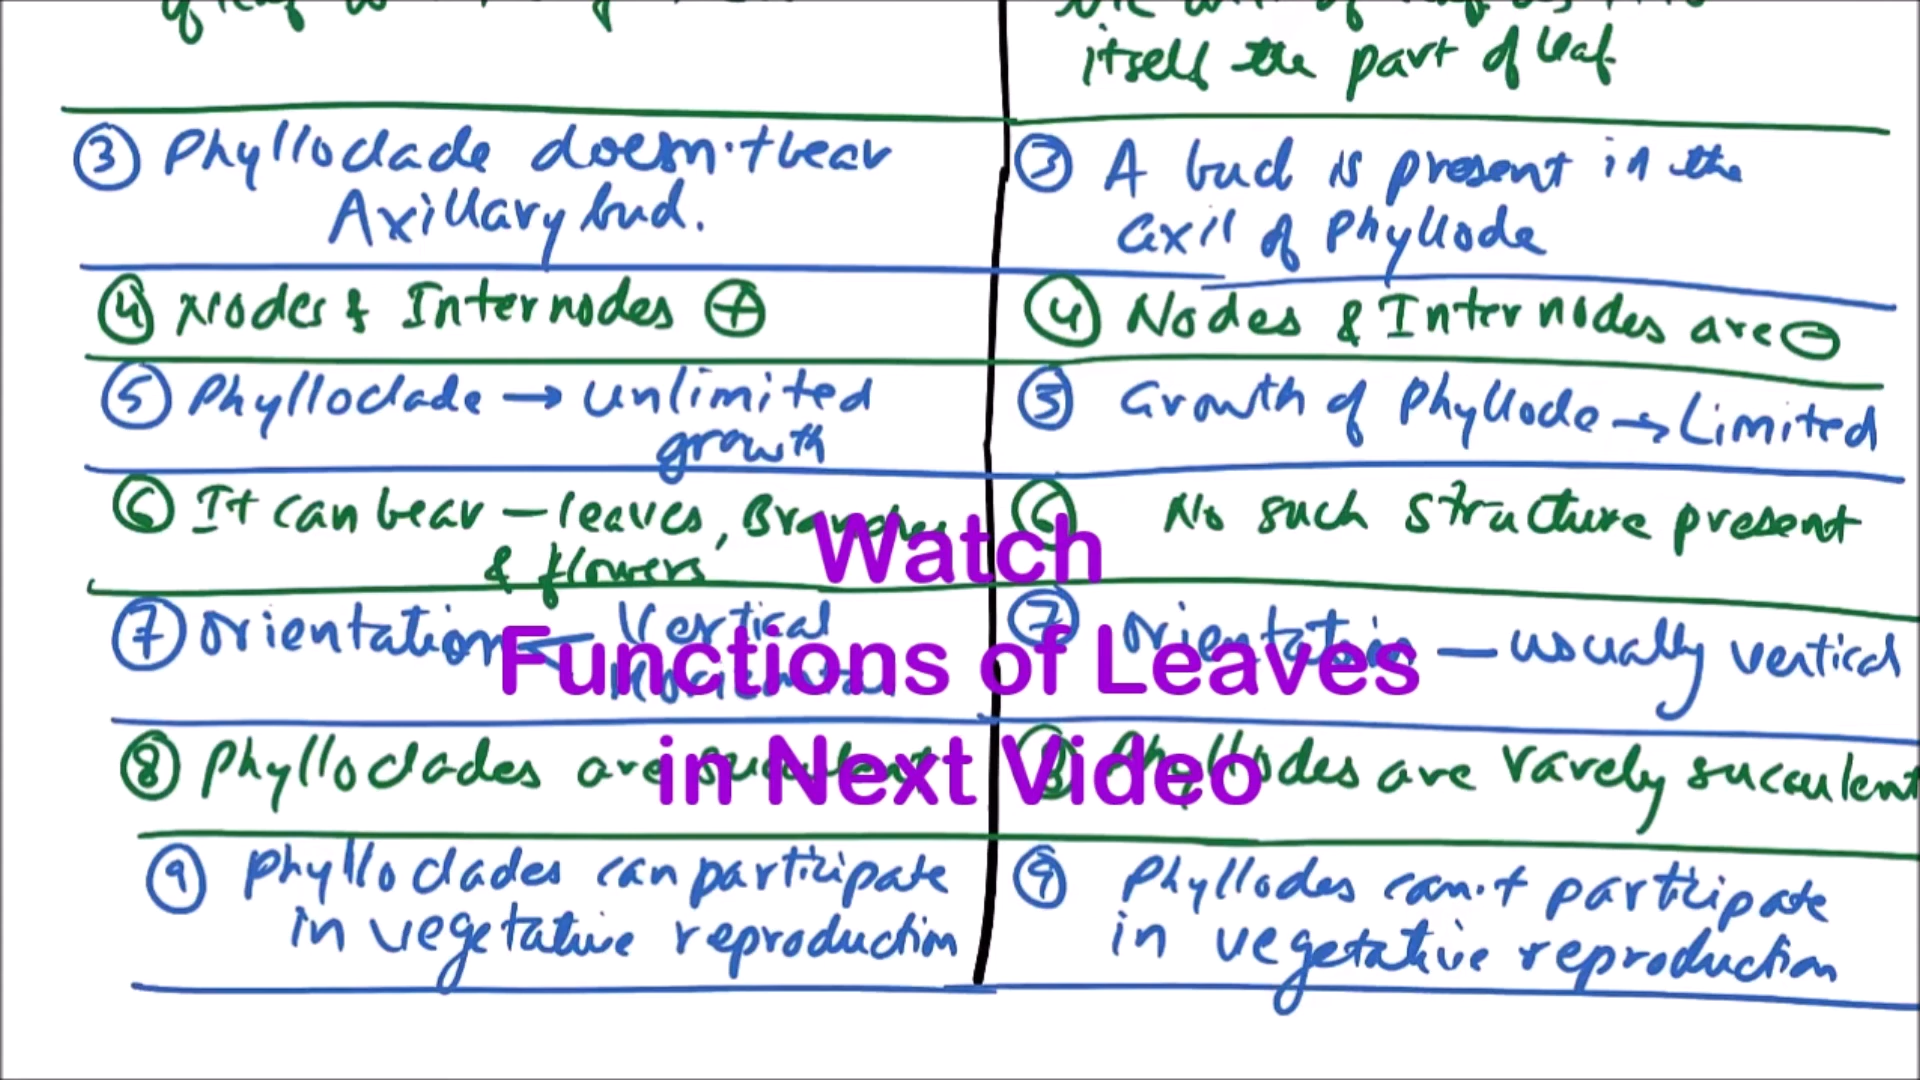 itself the part of leaf
③ Phylloclade doesn't bear
Axillary bud.
③ A bud is present in the
axil of Phyllode
④ Nodes & Internodes ⊕
④ Nodes & Internodes are ⊖
⑤ Phylloclade → unlimited
growth
⑤ Growth of Phyllode → Limited
⑥ It can bear — leaves, Branches
& flowers
⑥ No such structure present
⑦ Orientation Vertical
⑦ Orientation — usually vertical
⑧ Phylloclades are succulent
⑧ Phyllodes are rarely succulent
⑨ Phylloclades can participate
in vegetative reproduction
⑨ Phyllodes can't participate
in vegetative reproduction
Watch
Functions of Leaves
in Next Video